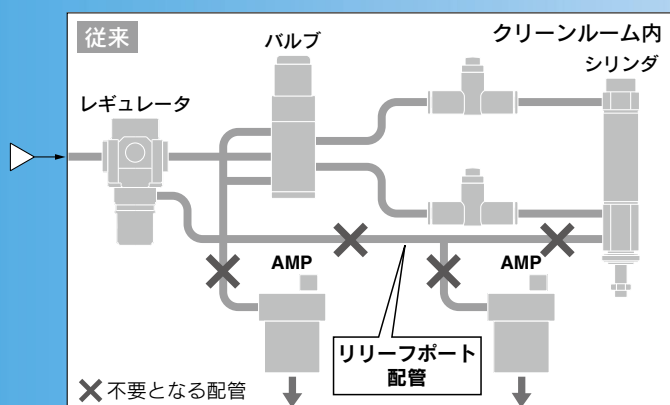 従来
クリーンルーム内
バルブ
シリンダ
レギュレータ
AMP
AMP
リリーフポート
配管
不要となる配管